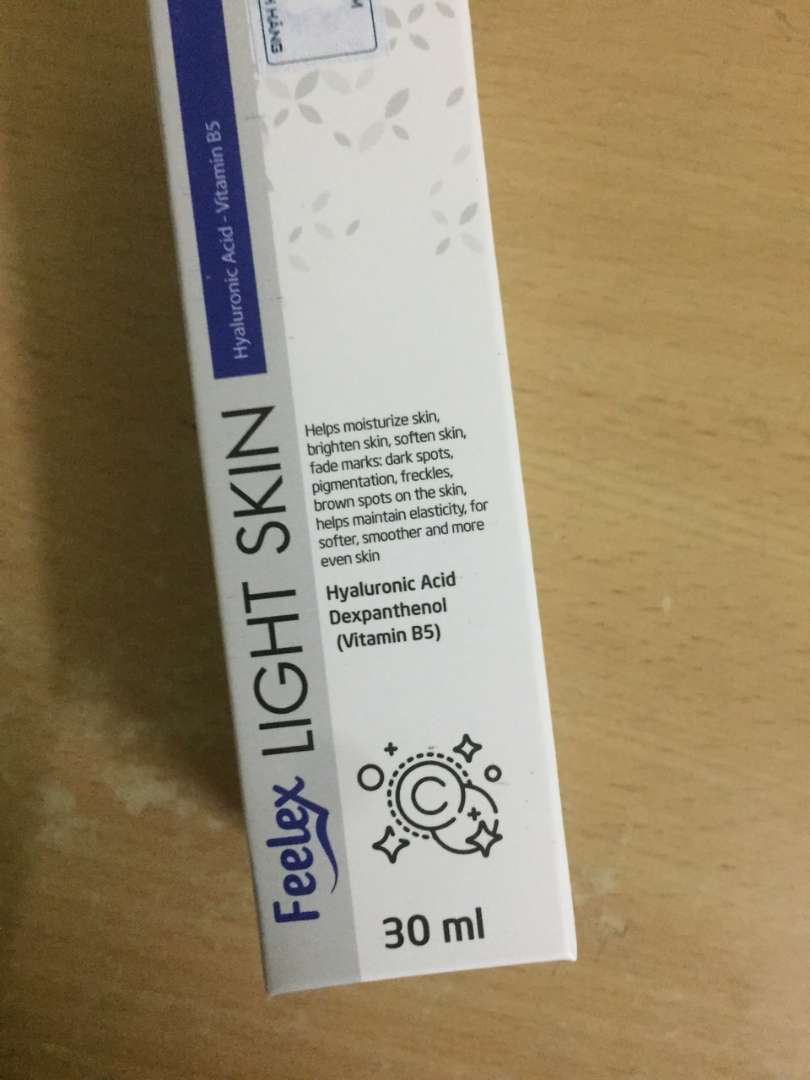 HÀNG
Hyaluronic Acid - Vitamin B5
Feelex LIGHT SKIN
Helps moisturize skin,
brighten skin, soften skin,
fade marks: dark spots,
pigmentation, freckles,
brown spots on the skin,
helps maintain elasticity, for
softer, smoother and more
even skin
Hyaluronic Acid
Dexpanthenol
(Vitamin B5)
C
30 ml